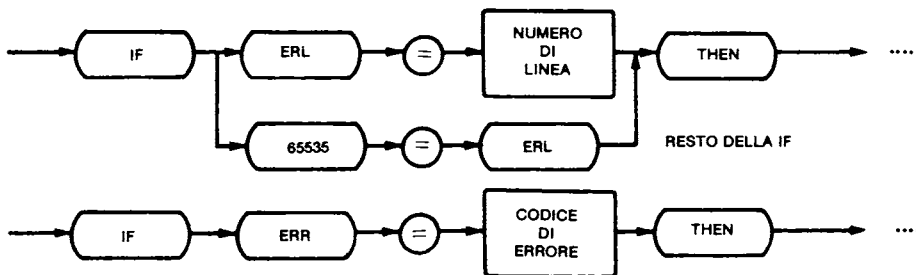 IF ERL = NUMERO DI LINEA THEN ....
65535 = ERL
RESTO DELLA IF
IF ERR = CODICE DI ERRORE THEN ...